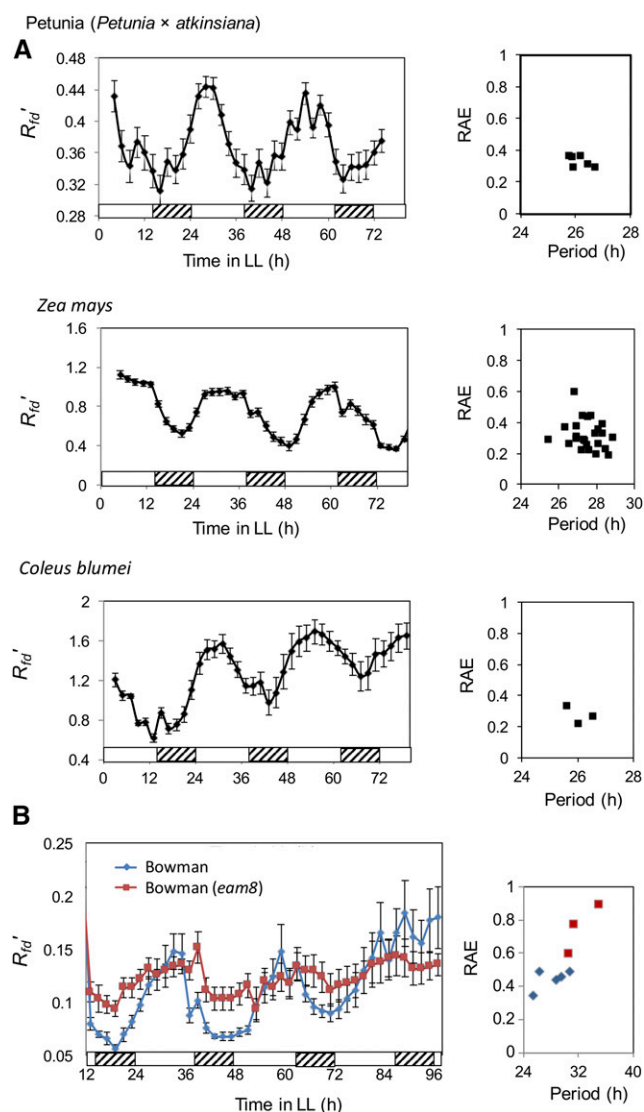 Petunia (Petunia × atkinsiana)
A
0.48
0.44
0.4
0.36
0.32
0.28
Rfd'
0 12 24 36 48 60 72
Time in LL (h)
1
0.8
0.6
0.4
0.2
0
RAE
24 26 28
Period (h)
Zea mays
1.6
1.2
0.8
0.4
0
Rfd'
0 12 24 36 48 60 72
Time in LL (h)
1
0.8
0.6
0.4
0.2
0
RAE
24 26 28 30
Period (h)
Coleus blumei
2
1.6
1.2
0.8
0.4
Rfd'
0 12 24 36 48 60 72
1
0.8
0.6
0.4
0.2
0
RAE
24 26 28
Period (h)
B
0.25
0.2
0.15
0.1
0.05
Rfd'
Bowman
Bowman (eam8)
12 24 36 48 60 72 84 96
Time in LL (h)
1
0.8
0.6
0.4
0.2
0
RAE
24 32 40
Period (h)